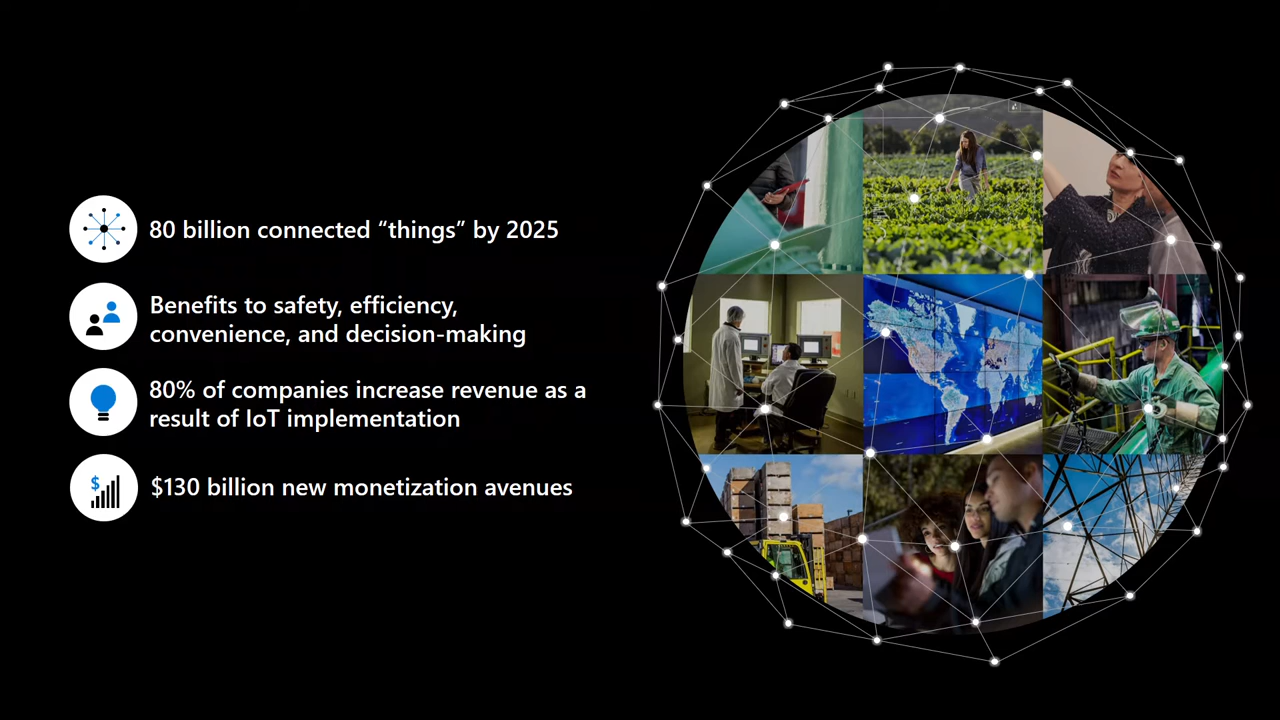 80 billion connected “things” by 2025
Benefits to safety, efficiency,
convenience, and decision-making
80% of companies increase revenue as a
result of IoT implementation
$
$130 billion new monetization avenues